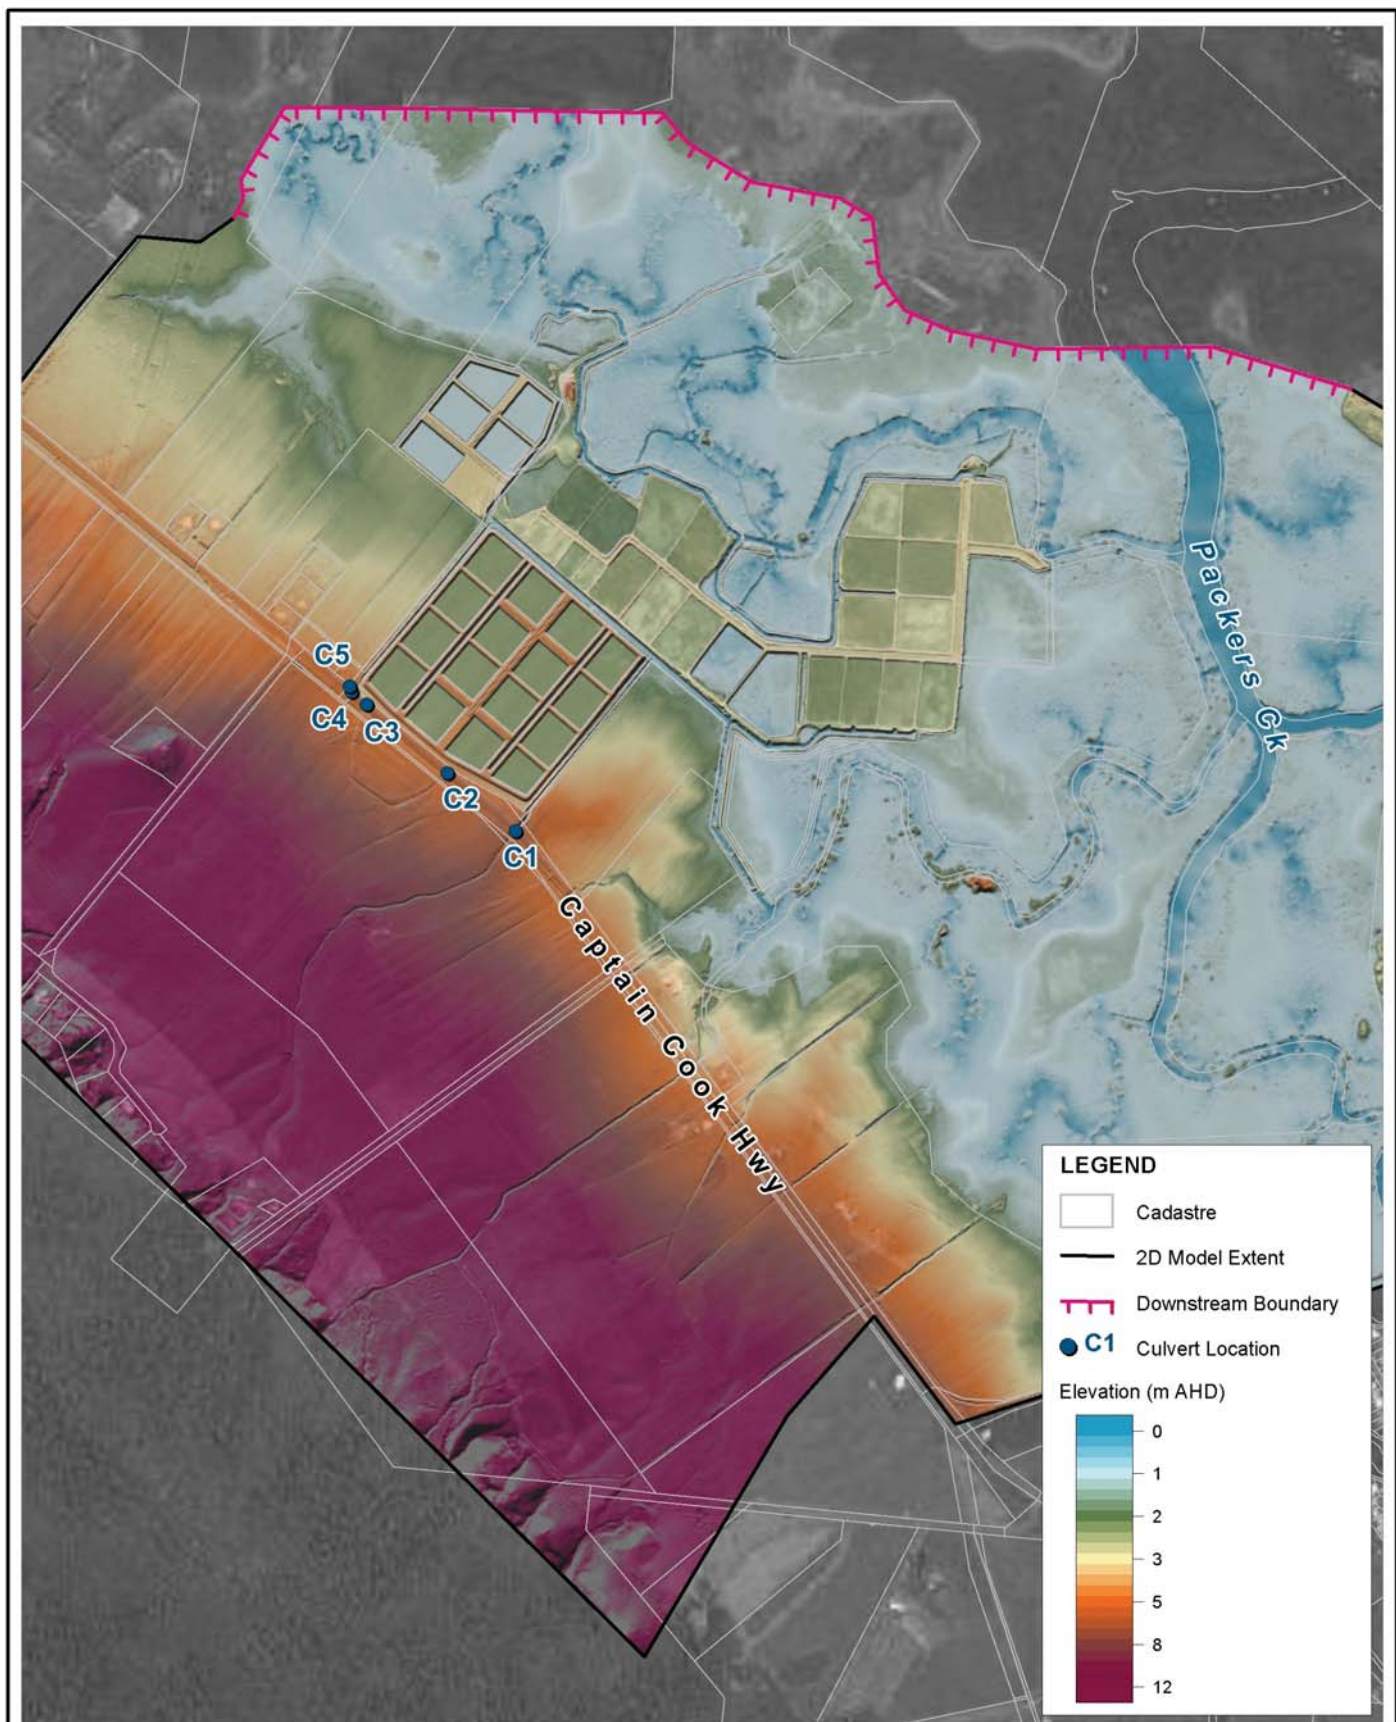 Packers Ck
C5
C4
C3
C2
C1
Captain Cook Hwy
LEGEND
Cadastre
2D Model Extent
Downstream Boundary
C1 Culvert Location
Elevation (m AHD)
0
1
2
3
5
8
12